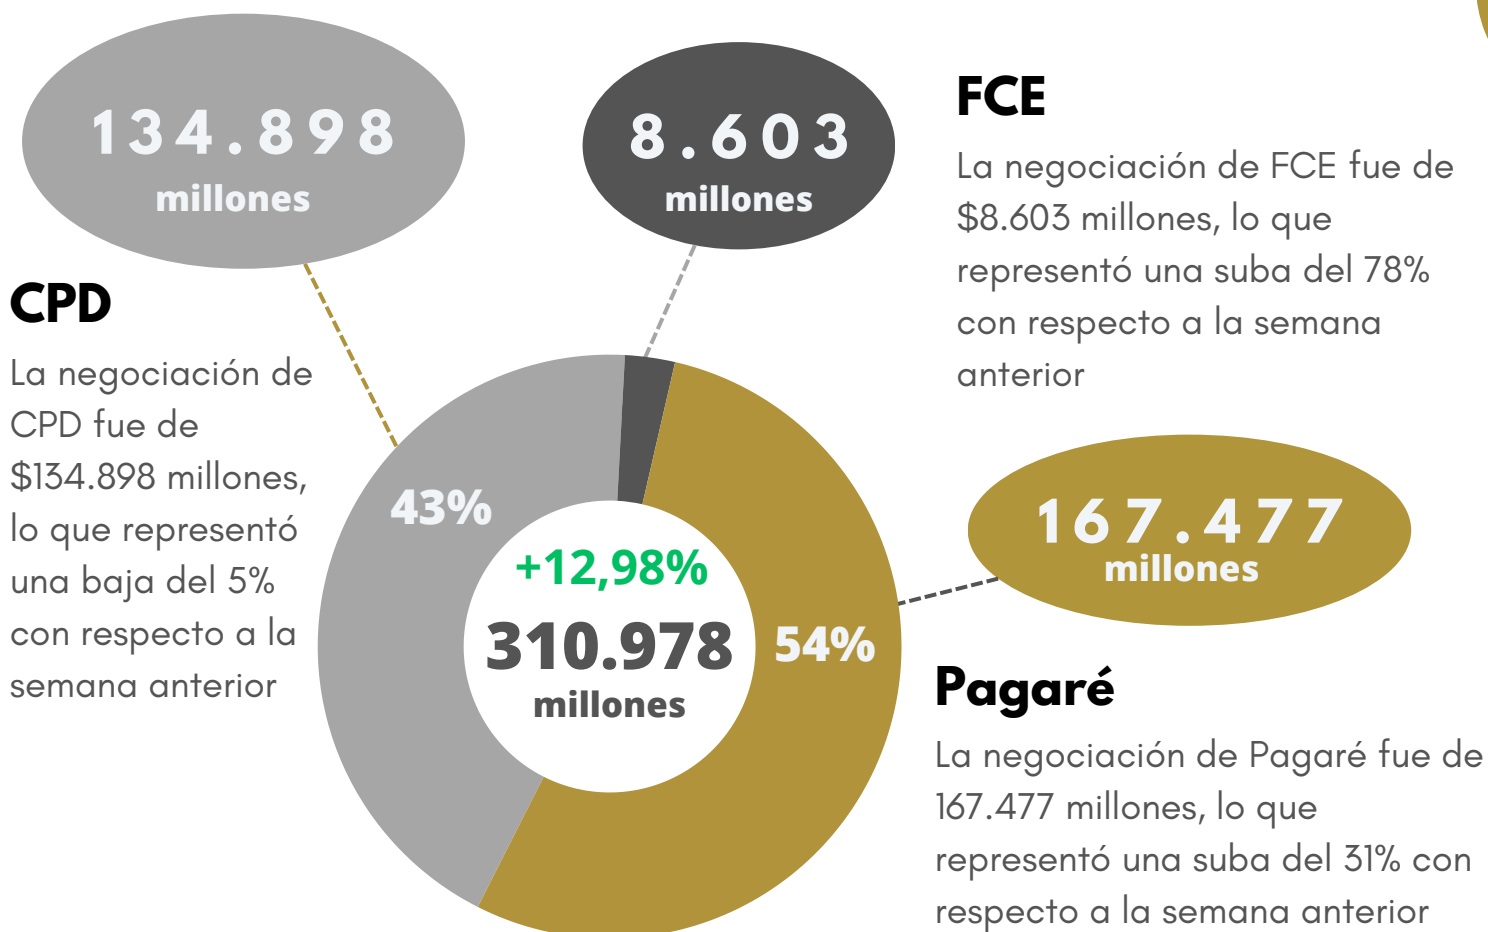 134.898
millones
CPD
La negociación de
CPD fue de
$134.898 millones,
lo que representó
una baja del 5%
con respecto a la
semana anterior
8.603
millones
FCE
La negociación de FCE fue de
$8.603 millones, lo que
representó una suba del 78%
con respecto a la semana
anterior
43%
+12,98%
310.978
millones
54%
167.477
millones
Pagaré
La negociación de Pagaré fue de
167.477 millones, lo que
representó una suba del 31% con
respecto a la semana anterior